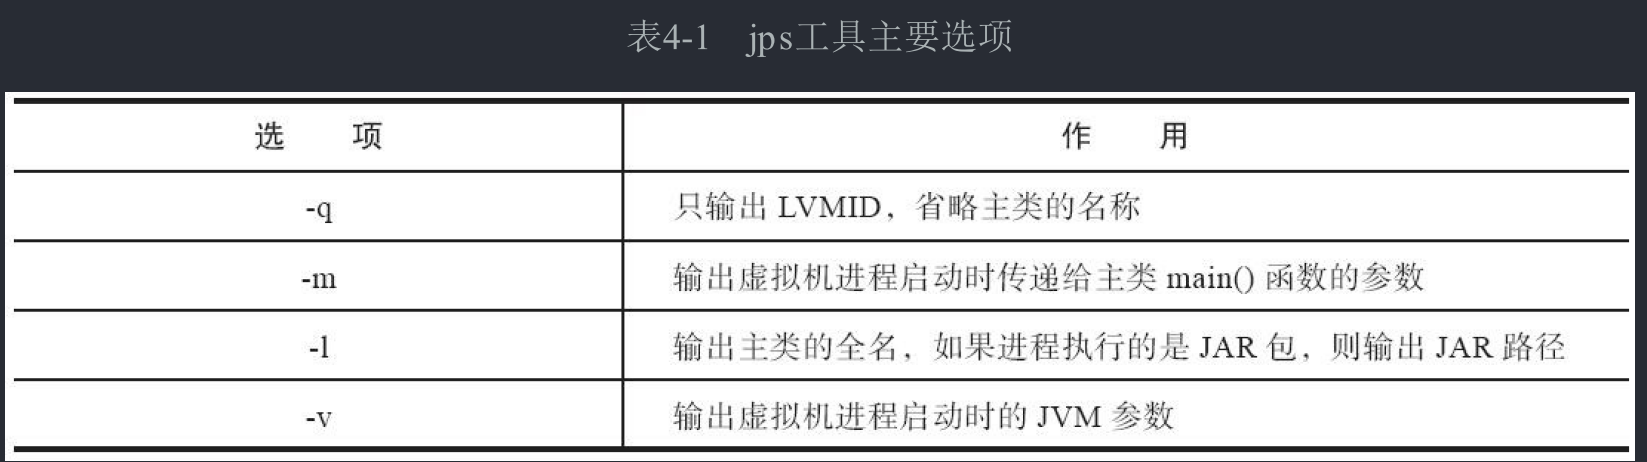 表4-1 jps工具主要选项
选 项 作 用
-q 只输出 LVMID，省略主类的名称
-m 输出虚拟机进程启动时传递给主类 main() 函数的参数
-l 输出主类的全名，如果进程执行的是 JAR 包，则输出 JAR 路径
-v 输出虚拟机进程启动时的 JVM 参数